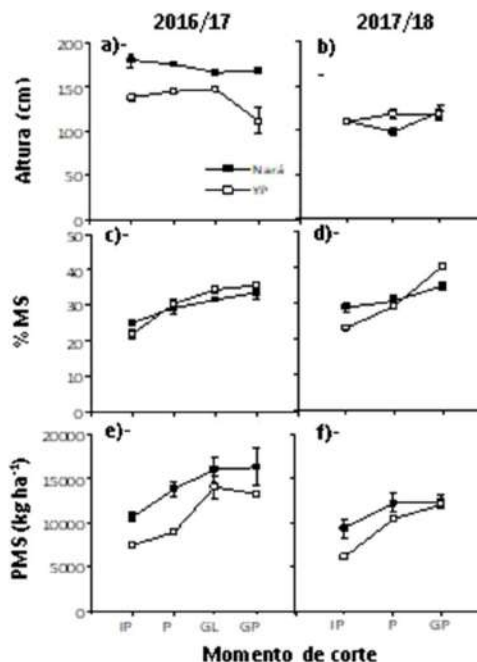 2016/17 2017/18
a)- b)
-
Altura (cm)
200
150
100
50
0
Nará
YP
c)- d)-
% MS
50
40
30
20
10
0
e)- f)-
PMS (kg ha⁻¹)
20000
15000
10000
5000
0
IP P GL GP IP P GP
Momento de corte